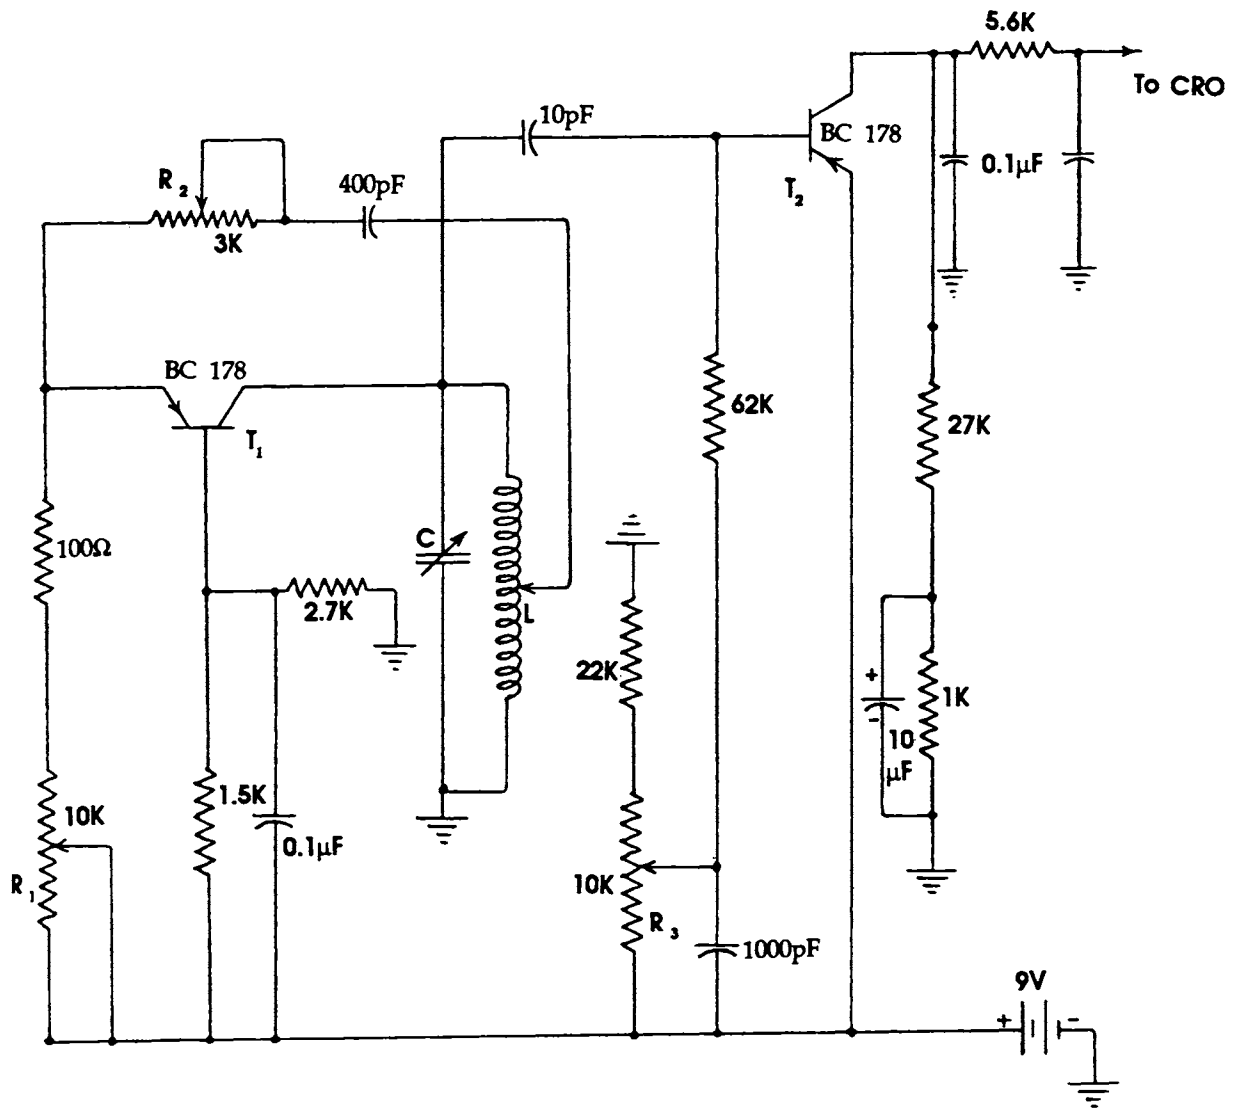 5.6K
To CRO
10pF
BC 178
T₂
0.1µF
R₂
400pF
3K
BC 178
T₁
62K
27K
100Ω
C
2.7K
L
22K
1K
+
-
10
µF
10K
1.5K
0.1µF
R₁
10K
R₃
1000pF
9V
+
-